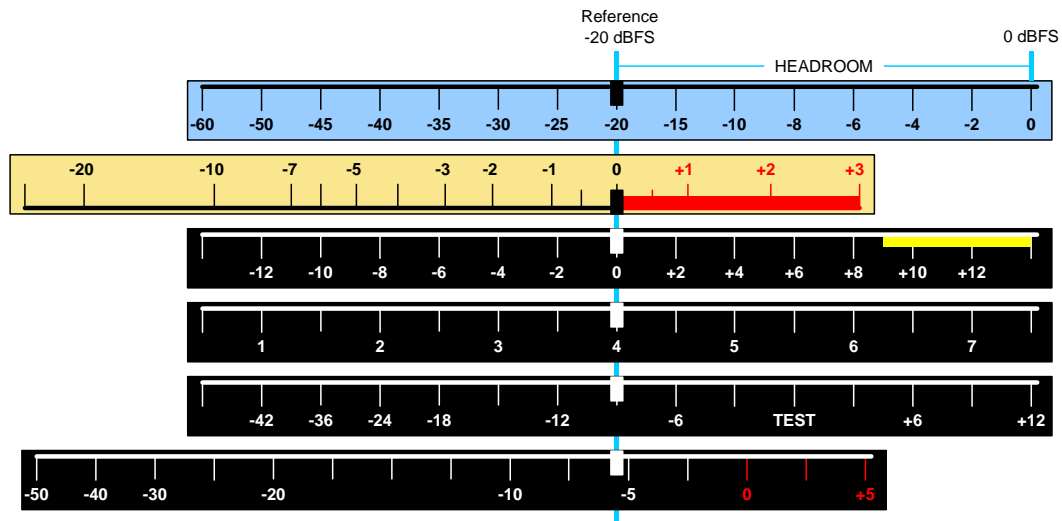 Reference
-20 dBFS
0 dBFS
HEADROOM
-60 -50 -45 -40 -35 -30 -25 -20 -15 -10 -8 -6 -4 -2 0
-20 -10 -7 -5 -3 -2 -1 0 +1 +2 +3
-12 -10 -8 -6 -4 -2 0 +2 +4 +6 +8 +10 +12
1 2 3 4 5 6 7
-42 -36 -24 -18 -12 -6 TEST +6 +12
-50 -40 -30 -20 -10 -5 0 +5